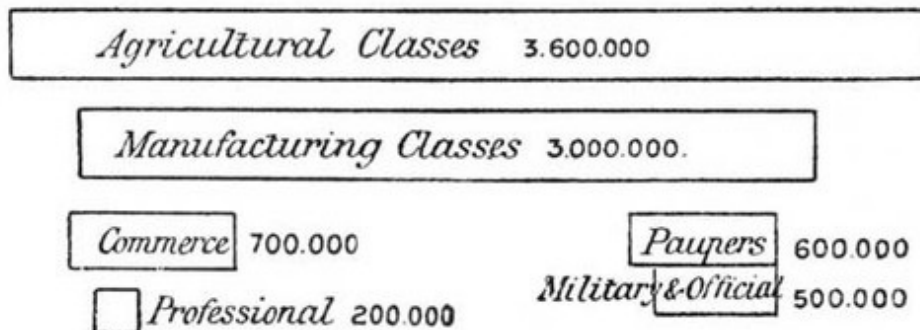 Agricultural Classes 3.600.000
Manufacturing Classes 3.000.000.
Commerce 700.000
Paupers 600.000
Military & Official 500.000
Professional 200.000